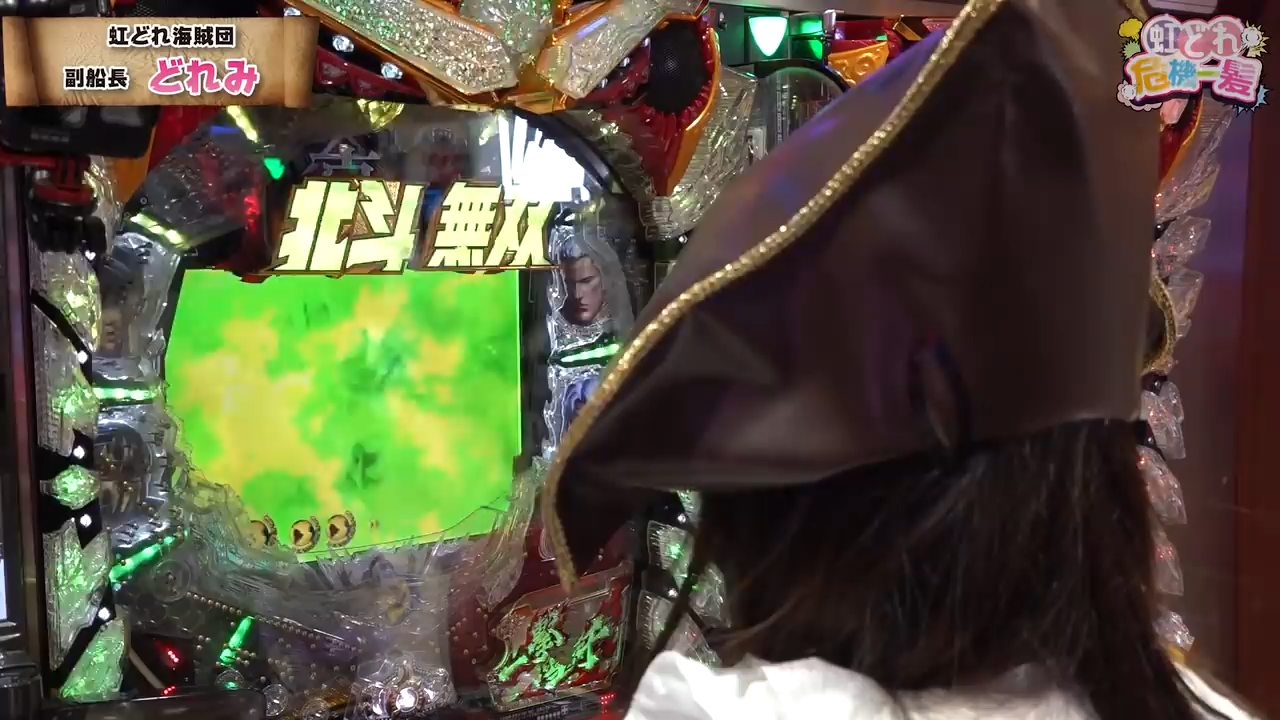 虹どれ海賊団
副船長 どれみ
虹どれ
危機一髪
北斗無双